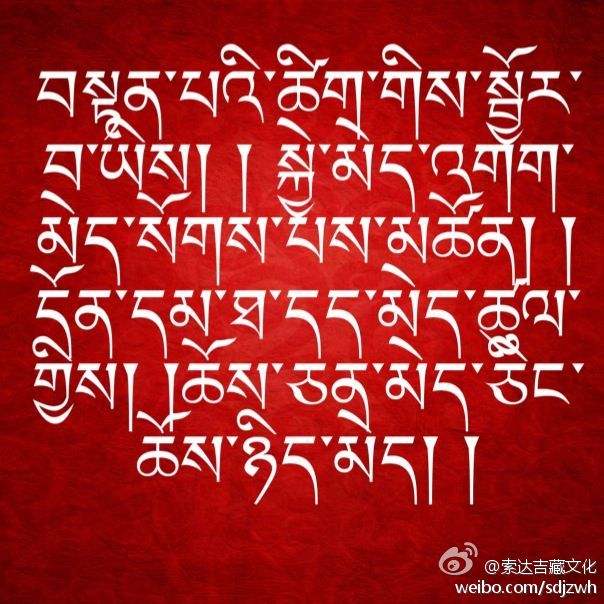 བསྟུན་པའི་ཚིག་གིས་སྦྱོར་
བ་ཡིས། །སྐྱེ་མེད་འགག་
མེད་སོགས་པས་མཚོན། །
དོན་དམ་ཐ་དད་མེད་ཚུལ་
གྱིས། །ཆོས་ཅན་མེད་ཅིང་
ཆོས་ཉིད་མེད། །
@索达吉藏文化
weibo.com/sdjzwh